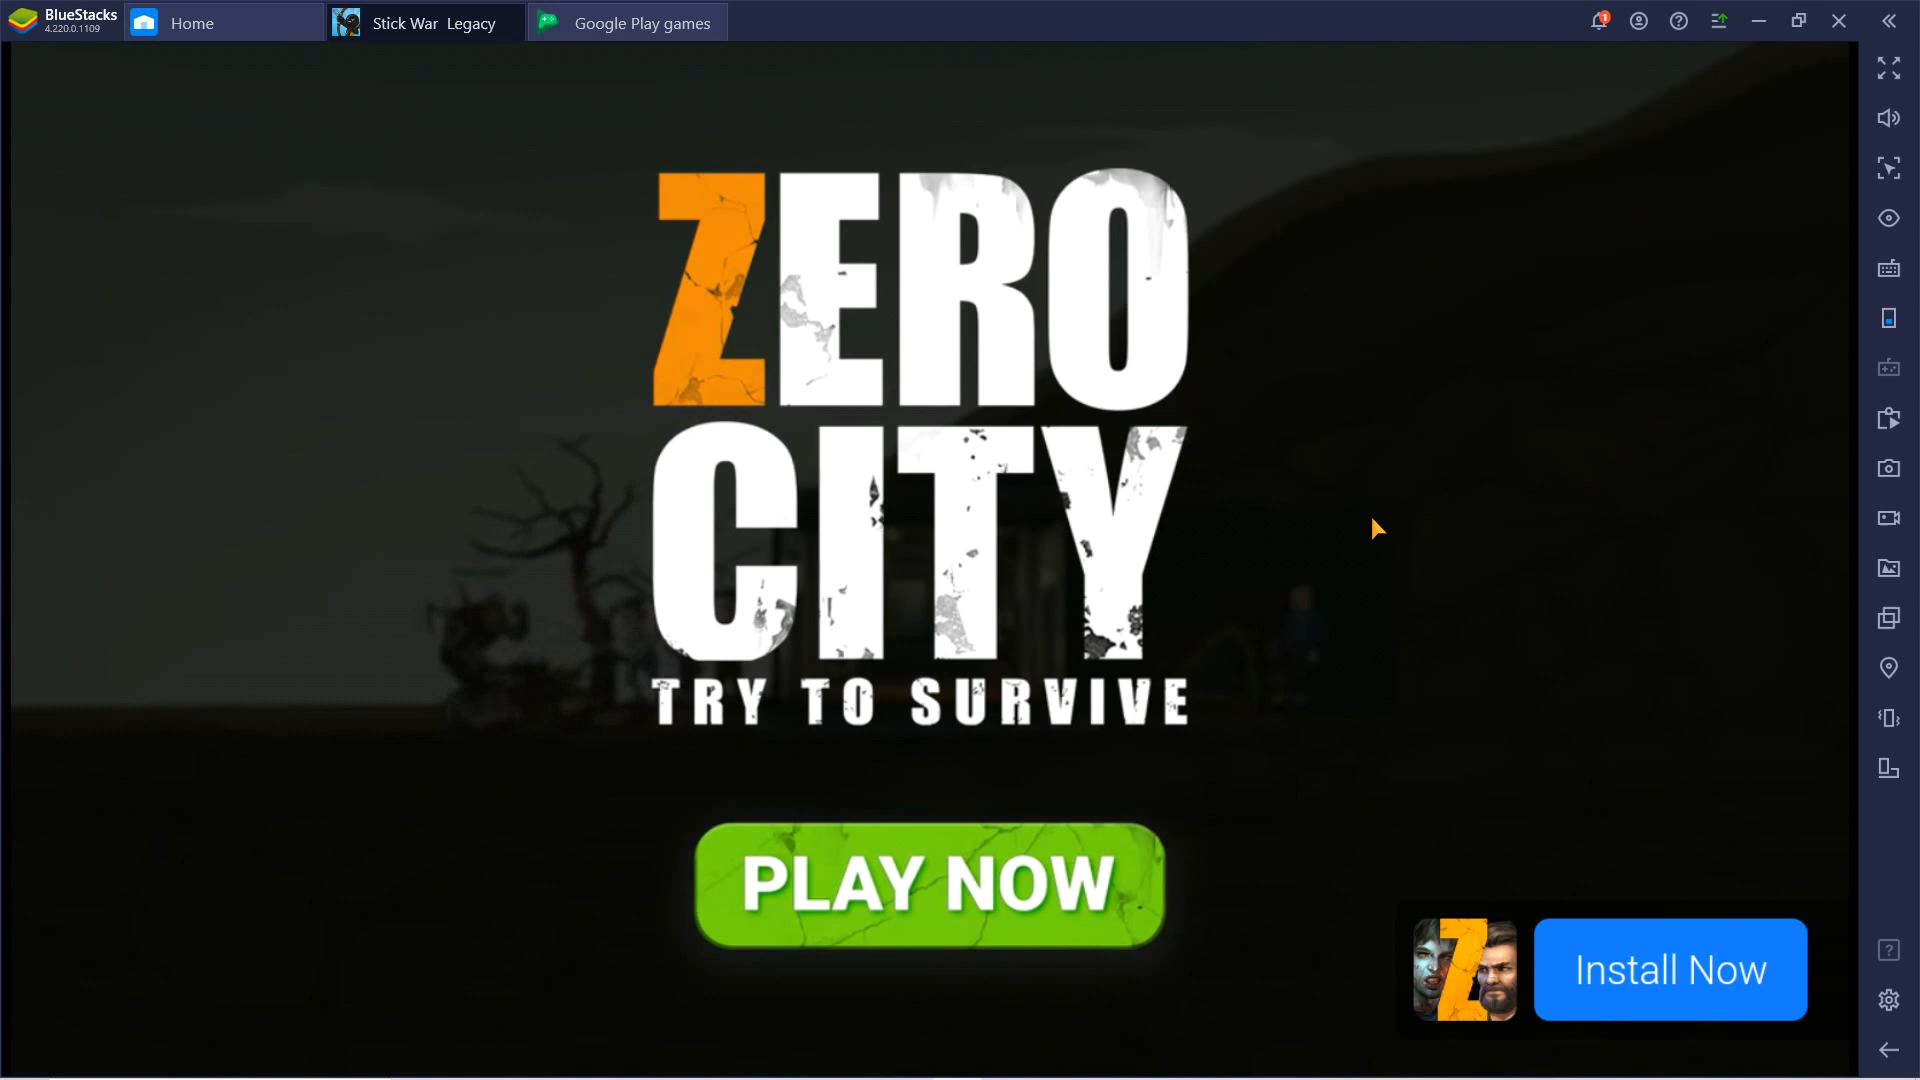 BlueStacks
4.220.0.1109
Home
Stick War Legacy
Google Play games
1
ZERO
CITY
TRY TO SURVIVE
PLAY NOW
Z
Install Now